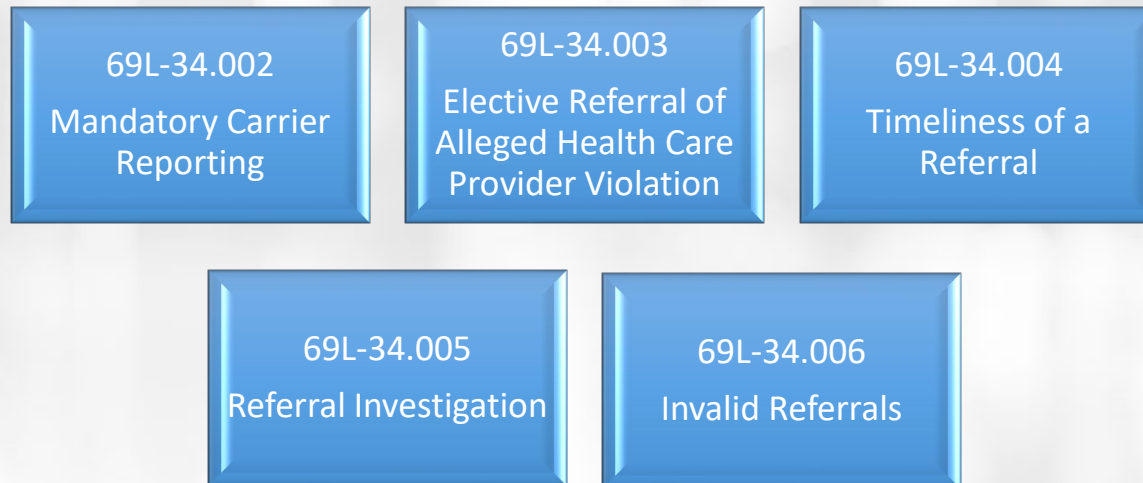 69L-34.002
Mandatory Carrier
Reporting
69L-34.003
Elective Referral of
Alleged Health Care
Provider Violation
69L-34.004
Timeliness of a
Referral
69L-34.005
Referral Investigation
69L-34.006
Invalid Referrals